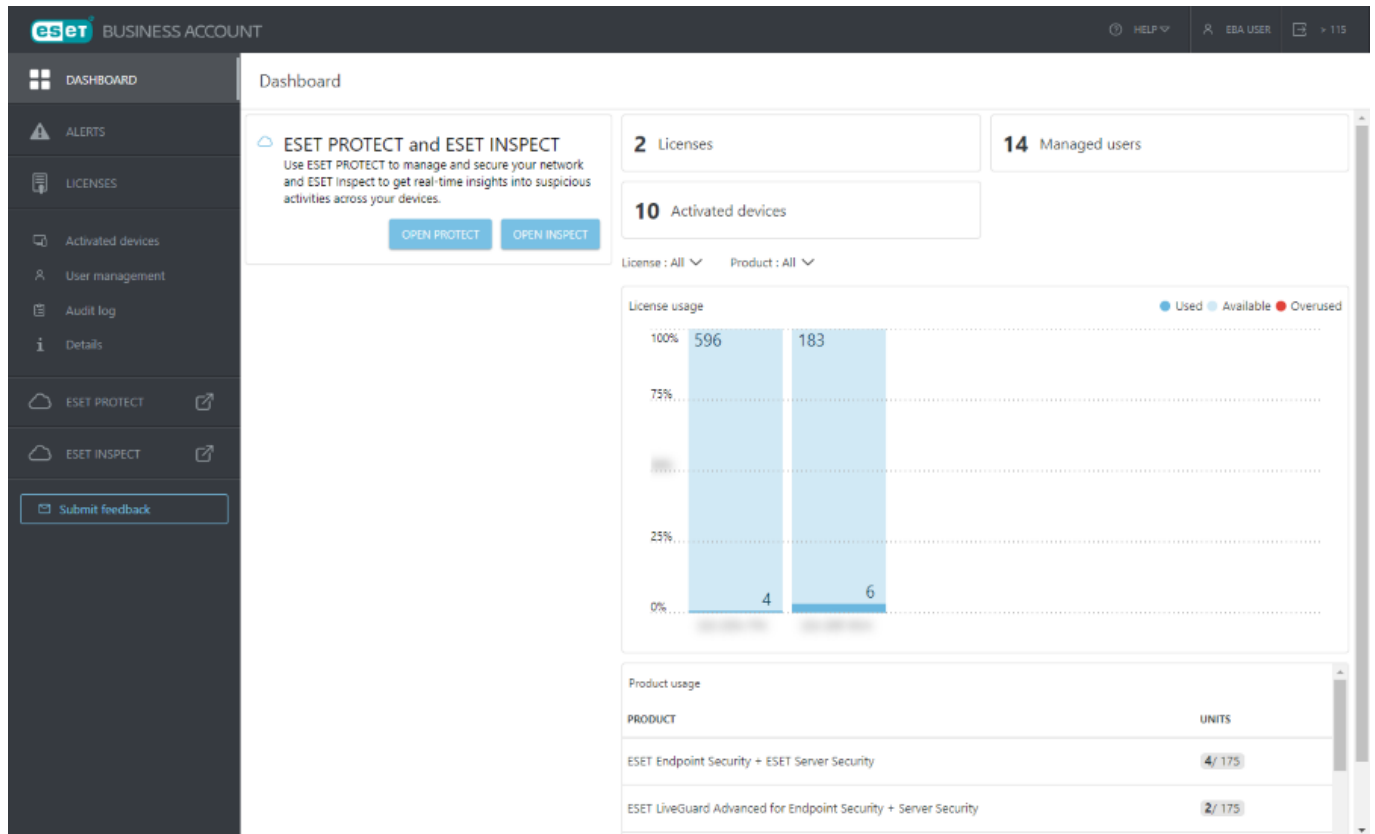 eset BUSINESS ACCOUNT
HELP
EBA USER
> 115
DASHBOARD
ALERTS
LICENSES
Activated devices
User management
Audit log
Details
ESET PROTECT
ESET INSPECT
Submit feedback
Dashboard
ESET PROTECT and ESET INSPECT
Use ESET PROTECT to manage and secure your network
and ESET Inspect to get real-time insights into suspicious
activities across your devices.
OPEN PROTECT
OPEN INSPECT
2 Licenses
14 Managed users
10 Activated devices
License : All
Product : All
License usage
Used Available Overused
100%
596
183
75%
25%
4
6
0%
Product usage
PRODUCT UNITS
ESET Endpoint Security + ESET Server Security 4/ 175
ESET LiveGuard Advanced for Endpoint Security + Server Security 2/ 175